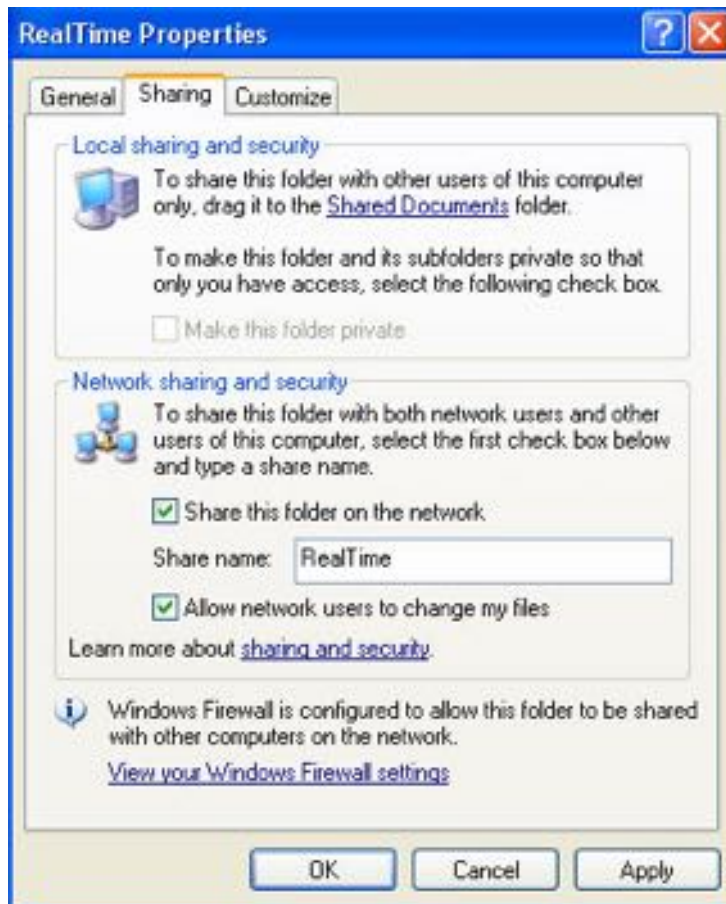 RealTime Properties
General Sharing Customize
Local sharing and security
To share this folder with other users of this computer
only, drag it to the Shared Documents folder.
To make this folder and its subfolders private so that
only you have access, select the following check box.
Make this folder private
Network sharing and security
To share this folder with both network users and other
users of this computer, select the first check box below
and type a share name.
Share this folder on the network
Share name: RealTime
Allow network users to change my files
Learn more about sharing and security.
Windows Firewall is configured to allow this folder to be shared
with other computers on the network.
View your Windows Firewall settings
OK Cancel Apply